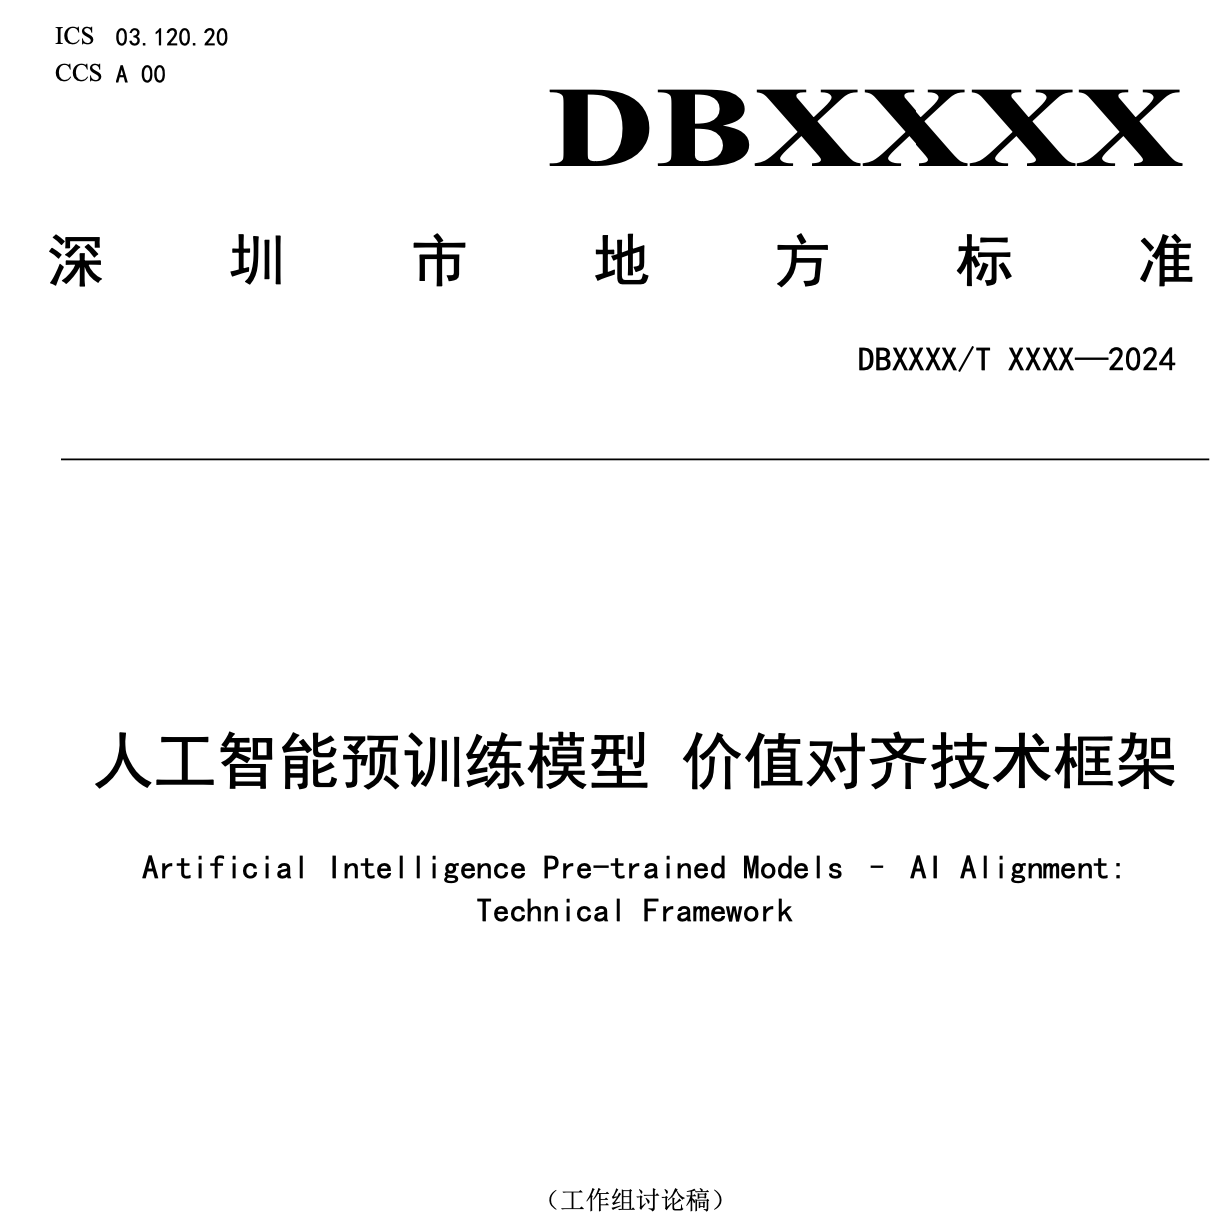 ICS 03.120.20
CCS A 00
DBXXXX
深圳市地方标准
DBXXXX/T XXXX—2024
人工智能预训练模型 价值对齐技术框架
Artificial Intelligence Pre-trained Models – AI Alignment:
Technical Framework
（工作组讨论稿）